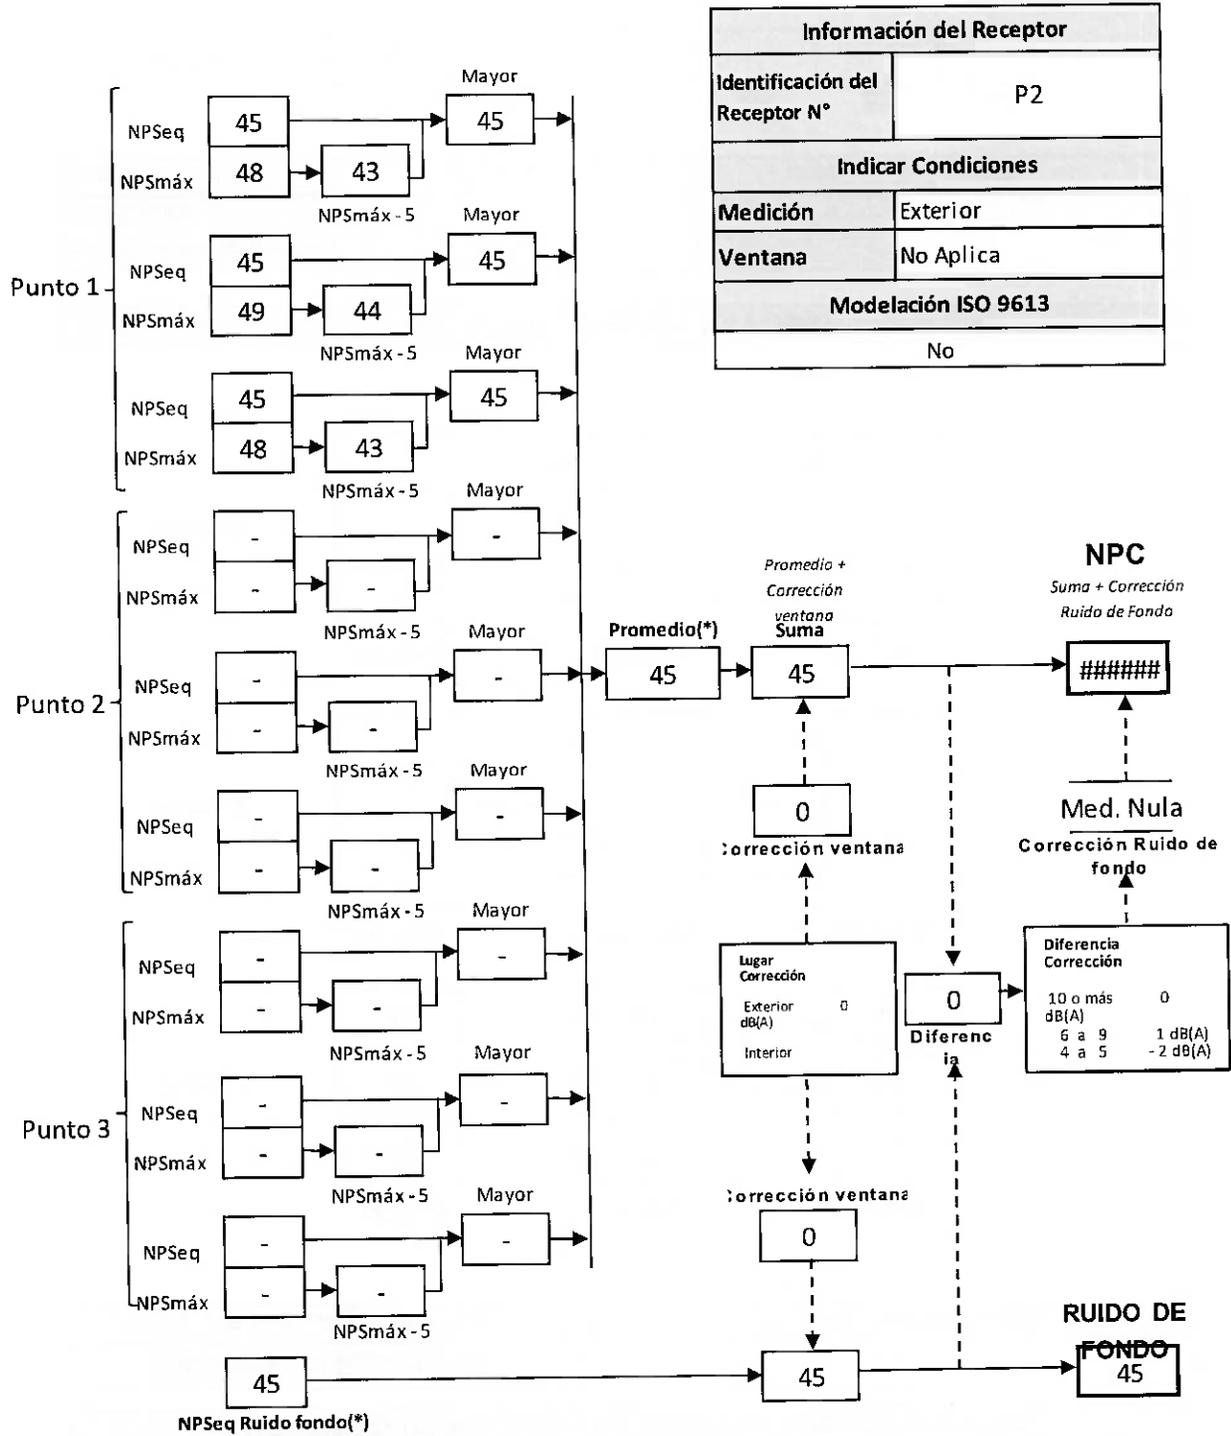 Información del Receptor
Identificación del
Receptor N°
P2
Indicar Condiciones
Medición
Exterior
Ventana
No Aplica
Modelación ISO 9613
No
Punto 1
Mayor
NPSeq
45
45
NPSmáx
48
43
NPSmáx - 5
Mayor
NPSeq
45
45
NPSmáx
49
44
NPSmáx - 5
Mayor
NPSeq
45
45
NPSmáx
48
43
NPSmáx - 5
Punto 2
Mayor
NPSeq
-
-
NPSmáx
-
-
NPSmáx - 5
Mayor
NPSeq
-
-
NPSmáx
-
-
NPSmáx - 5
Mayor
NPSeq
-
-
NPSmáx
-
-
NPSmáx - 5
Punto 3
Mayor
NPSeq
-
-
NPSmáx
-
-
NPSmáx - 5
Mayor
NPSeq
-
-
NPSmáx
-
-
NPSmáx - 5
Mayor
NPSeq
-
-
NPSmáx
-
-
NPSmáx - 5
45
NPSeq Ruido fondo(*)
Promedio(*)
45
Promedio +
Corrección
ventana
Suma
45
0
Corrección ventana
Lugar
Corrección
Exterior 0
dB(A)
Interior
Corrección ventana
0
45
NPC
Suma + Corrección
Ruido de Fondo
######
Med. Nula
Corrección Ruido de
fondo
0
Diferenc
ia
Diferencia
Corrección
10 o más 0
dB(A)
6 a 9 1 dB(A)
4 a 5 - 2 dB(A)
RUIDO DE
FONDO
45